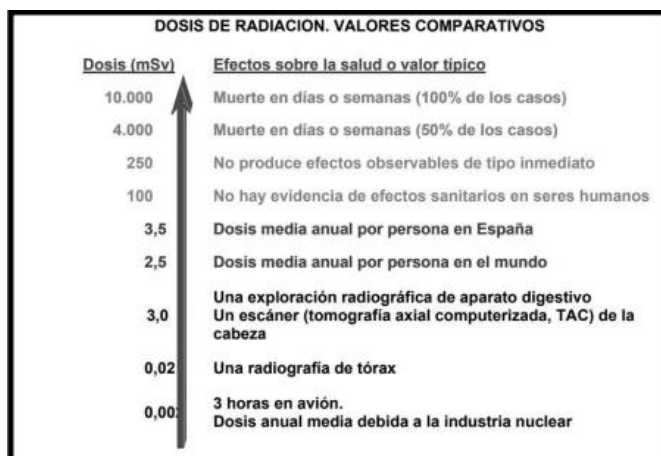 DOSIS DE RADIACION. VALORES COMPARATIVOS
Dosis (mSv) Efectos sobre la salud o valor típico
10.000 Muerte en días o semanas (100% de los casos)
4.000 Muerte en días o semanas (50% de los casos)
250 No produce efectos observables de tipo inmediato
100 No hay evidencia de efectos sanitarios en seres humanos
3,5 Dosis media anual por persona en España
2,5 Dosis media anual por persona en el mundo
Una exploración radiográfica de aparato digestivo
3,0 Un escáner (tomografía axial computerizada, TAC) de la
cabeza
0,02 Una radiografía de tórax
3 horas en avión.
Dosis anual media debida a la industria nuclear